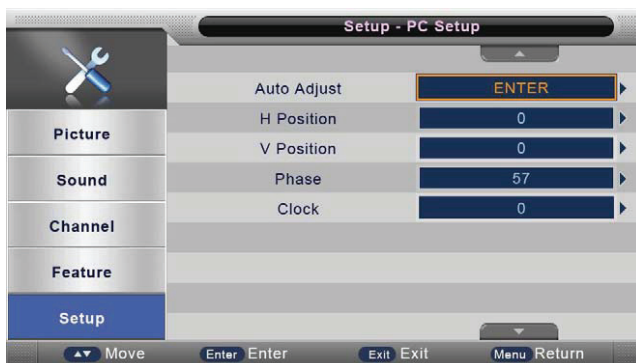 Setup - PC Setup
Auto Adjust ENTER
H Position 0
V Position 0
Phase 57
Clock 0
Picture
Sound
Channel
Feature
Setup
Move Enter Enter Exit Exit Menu Return